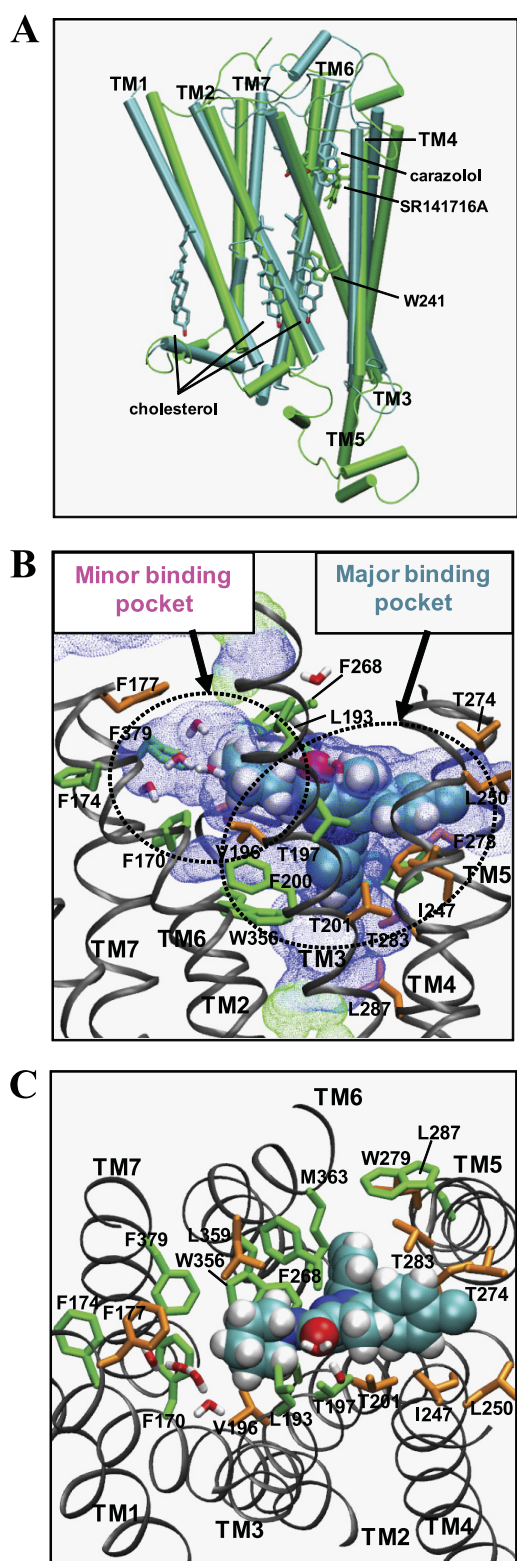 A
TM1
TM2
TM7
TM6
TM4
carazolol
SR141716A
W241
cholesterol
TM3
TM5
B
Minor binding
pocket
Major binding
pocket
F177
F268
L193
T274
F379
L250
F174
F170
V196
T197
F273
F200
TM5
T201
I247
W356
TM6
TM3
T283
TM7
TM4
TM2
L287
C
TM6
L287
TM7
W279
TM5
M363
F379
L359
W356
T283
F268
T274
F174
F177
F170
L193
T197
T201
I247
L250
V196
TM1
TM3
TM2
TM4